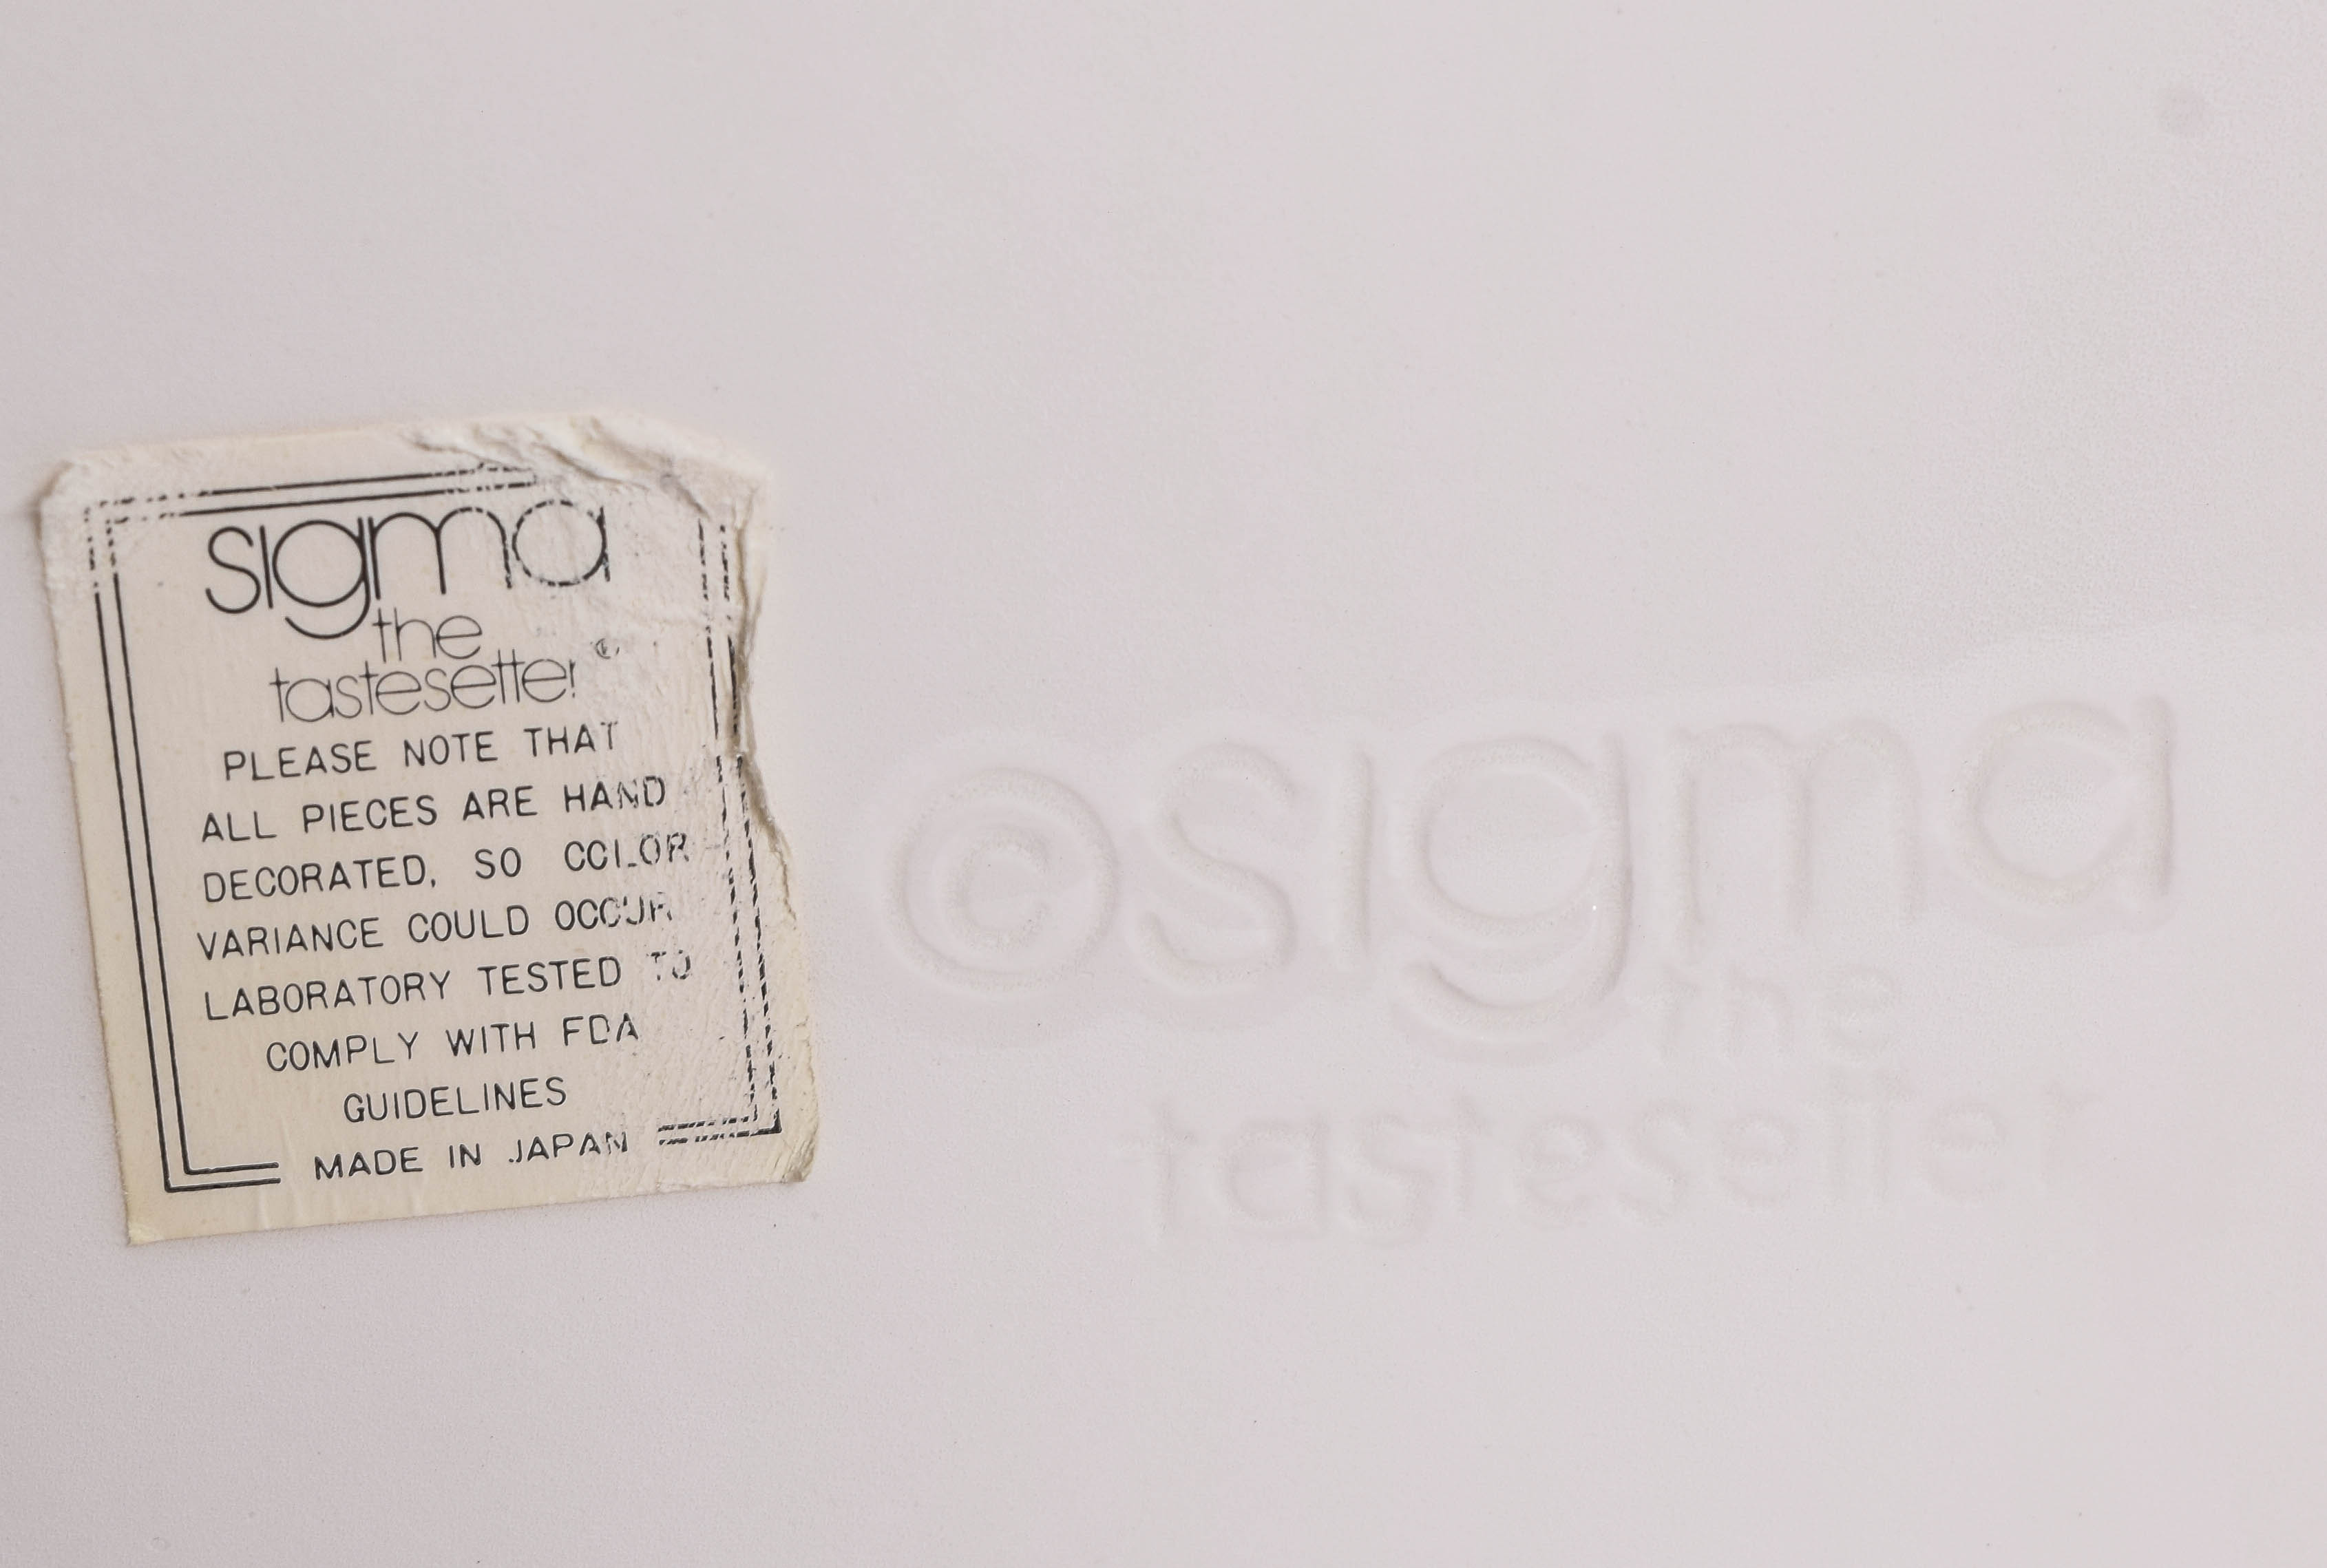 sigma
the
tastesetter®
PLEASE NOTE THAT
ALL PIECES ARE HAND
DECORATED, SO COLOR
VARIANCE COULD OCCUR
LABORATORY TESTED TO
COMPLY WITH FDA
GUIDELINES
MADE IN JAPAN
©sigma
the
tastesetter